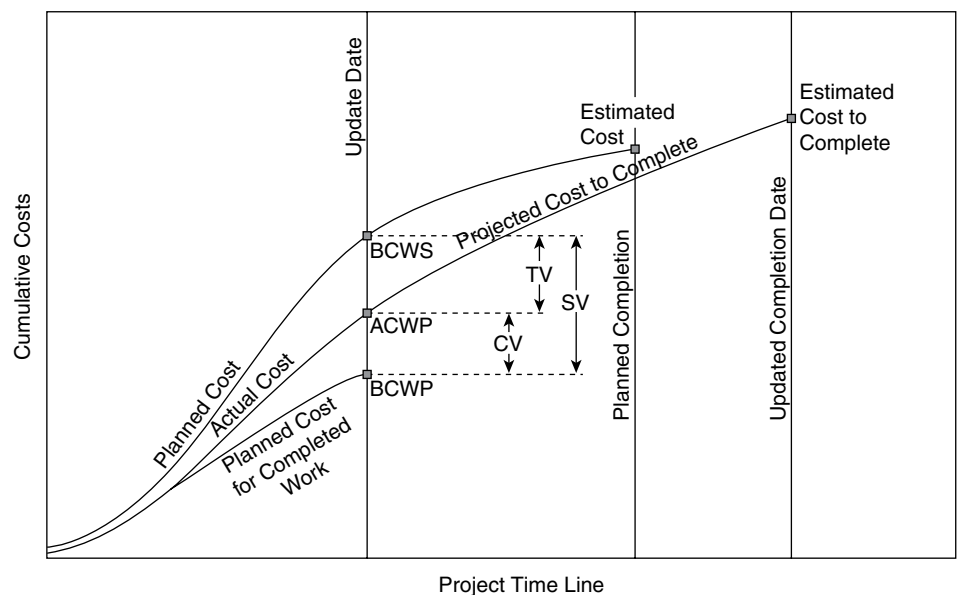 Cumulative Costs
Update Date
Estimated
Cost
Estimated
Cost to
Complete
Projected Cost to Complete
BCWS
TV
SV
ACWP
CV
BCWP
Planned Cost
Actual Cost
Planned Cost
for Completed
Work
Planned Completion
Updated Completion Date
Project Time Line